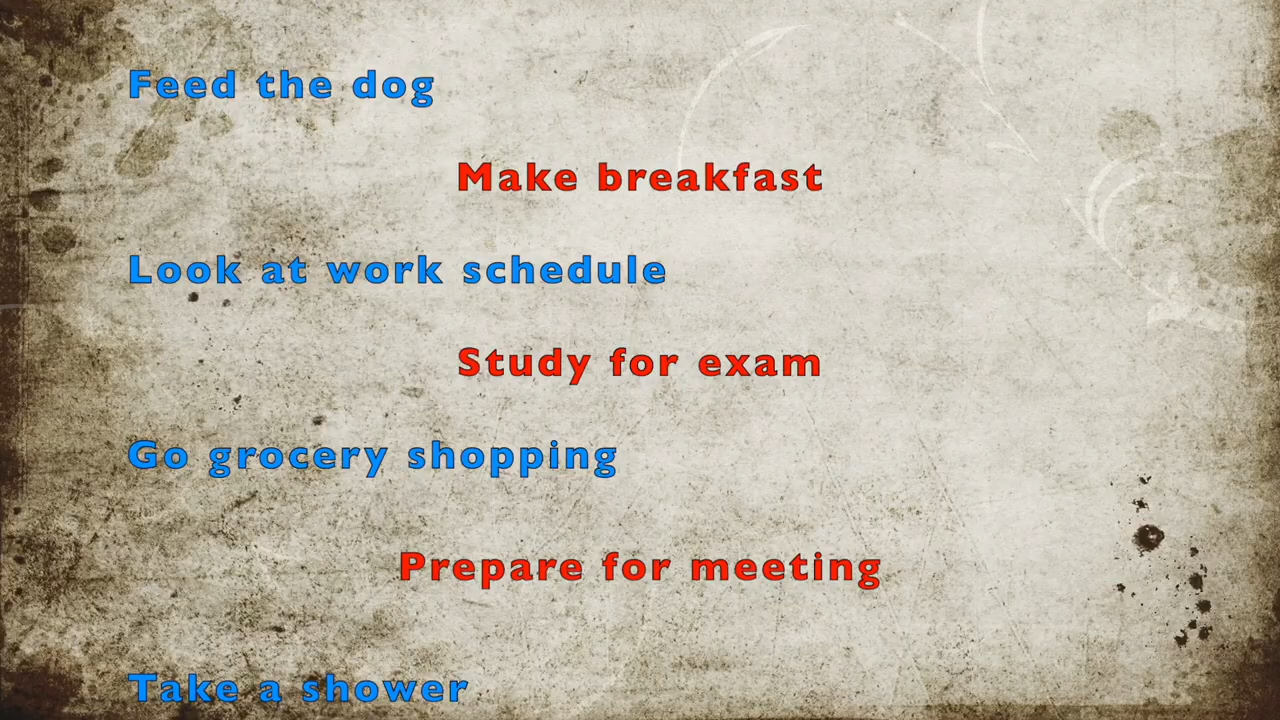 Feed the dog
Make breakfast
Look at work schedule
Study for exam
Go grocery shopping
Prepare for meeting
Take a shower